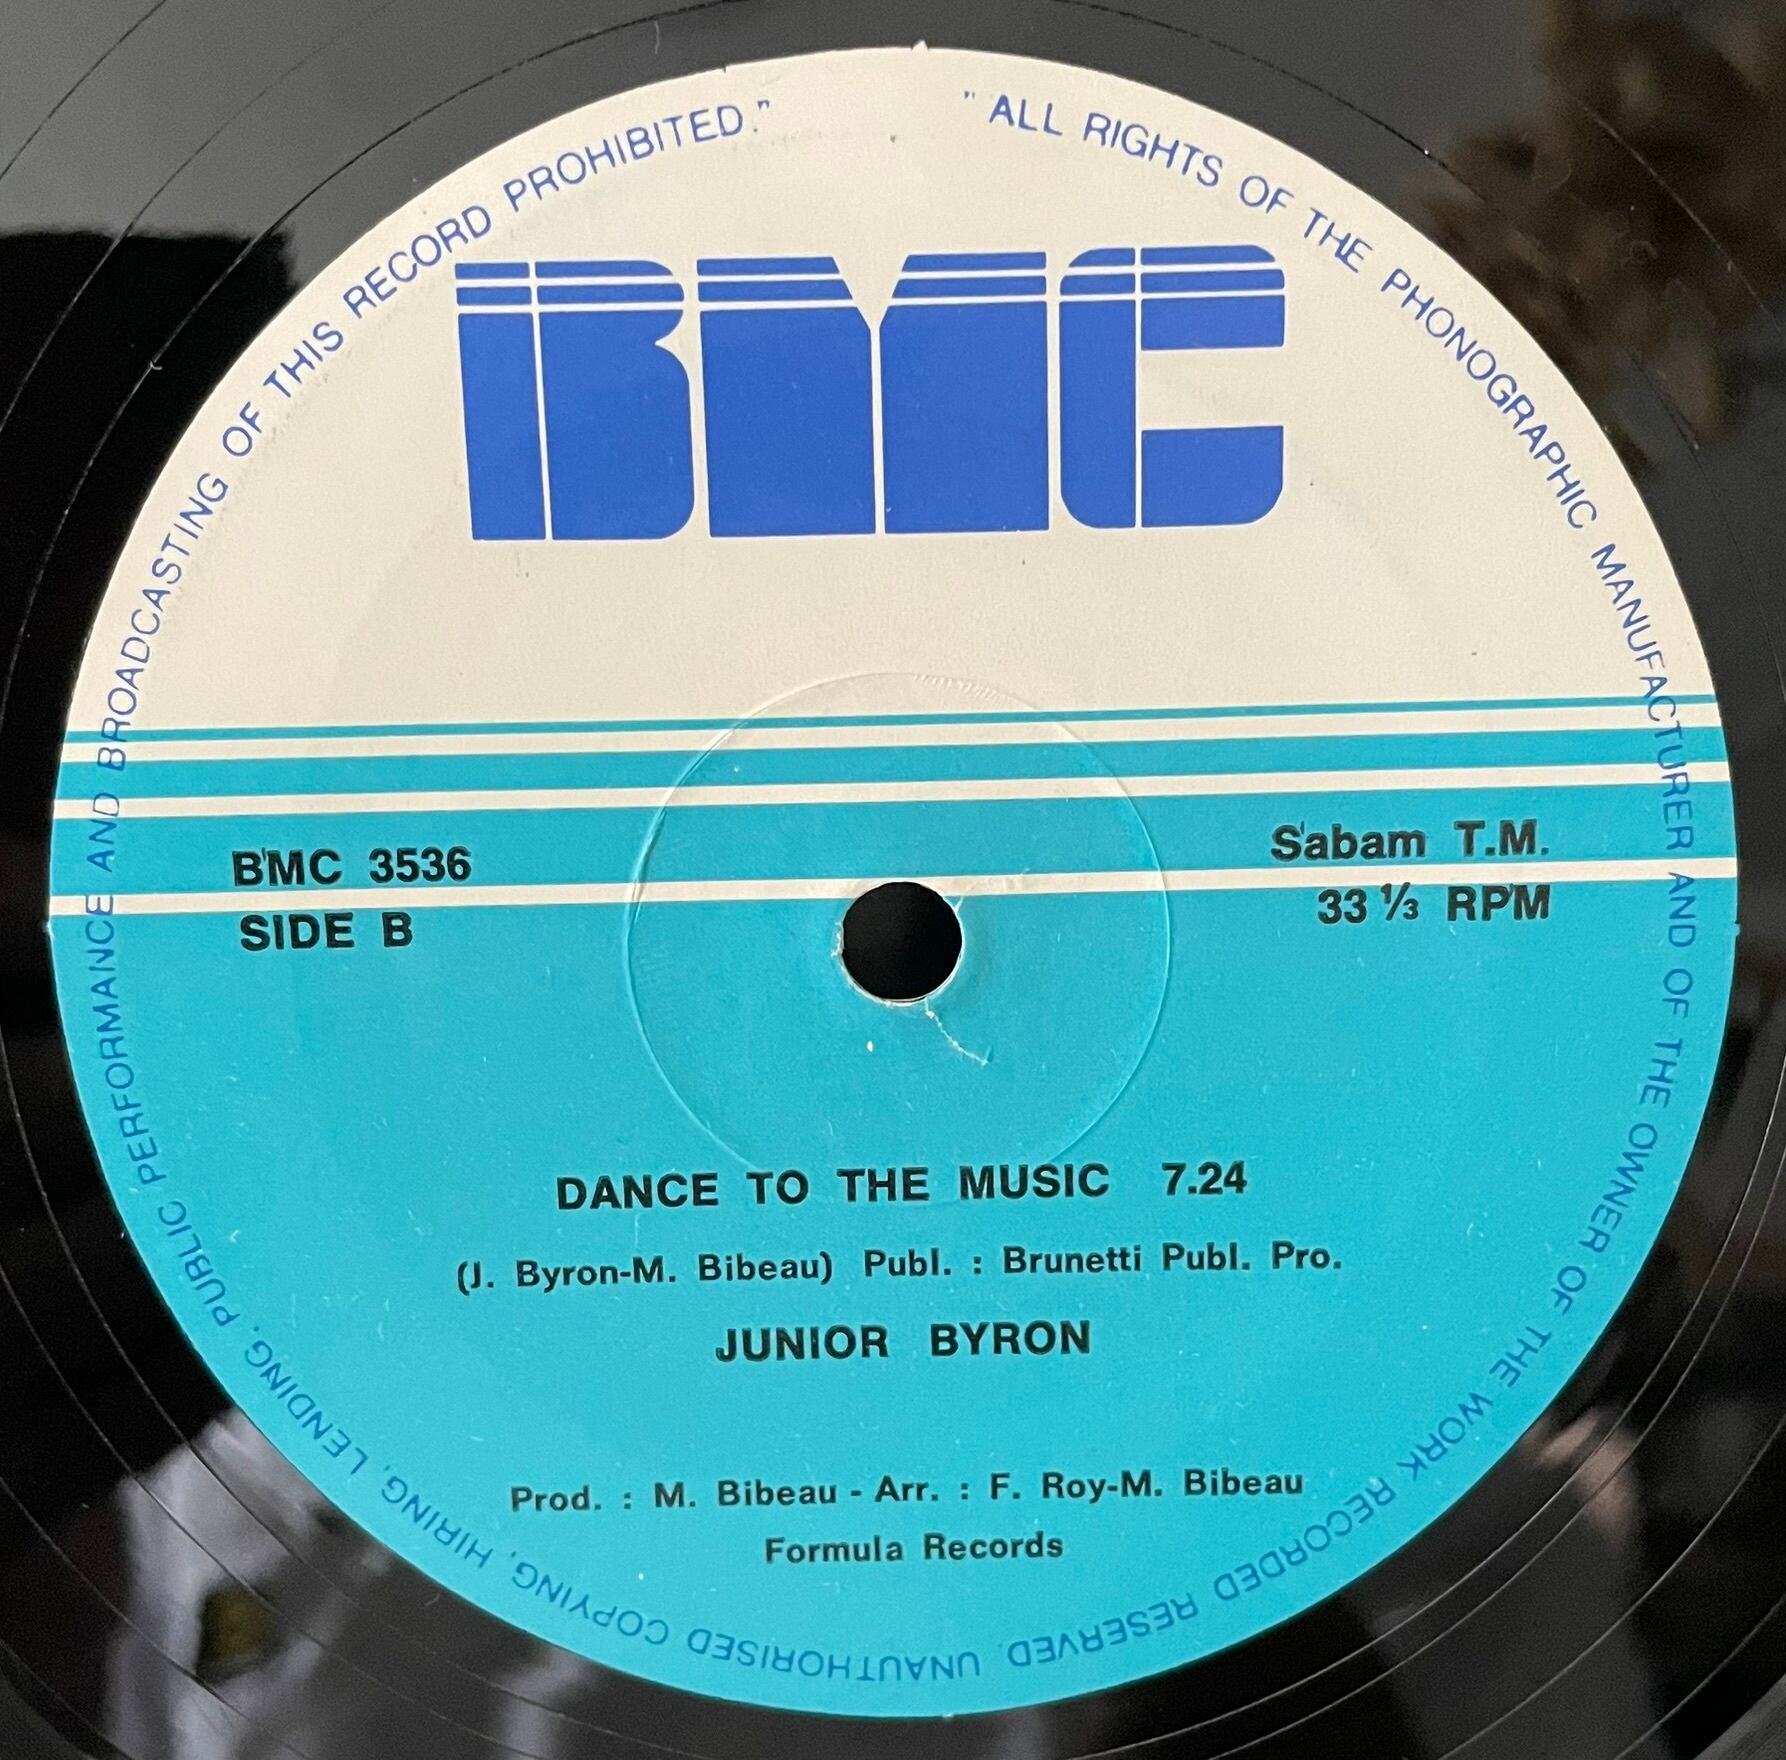 " ALL RIGHTS OF THE PHONOGRAPHIC MANUFACTURER AND OF THE OWNER OF THE WORK RECORDED RESERVED. UNAUTHORISED COPYING, HIRING, LENDING, PUBLIC PERFORMANCE AND BROADCASTING OF THIS RECORD PROHIBITED."
BMC
BMC 3536
SIDE B
Sabam T.M.
33 ⅓ RPM
DANCE TO THE MUSIC 7.24
(J. Byron-M. Bibeau) Publ. : Brunetti Publ. Pro.
JUNIOR BYRON
Prod. : M. Bibeau - Arr. : F. Roy-M. Bibeau
Formula Records